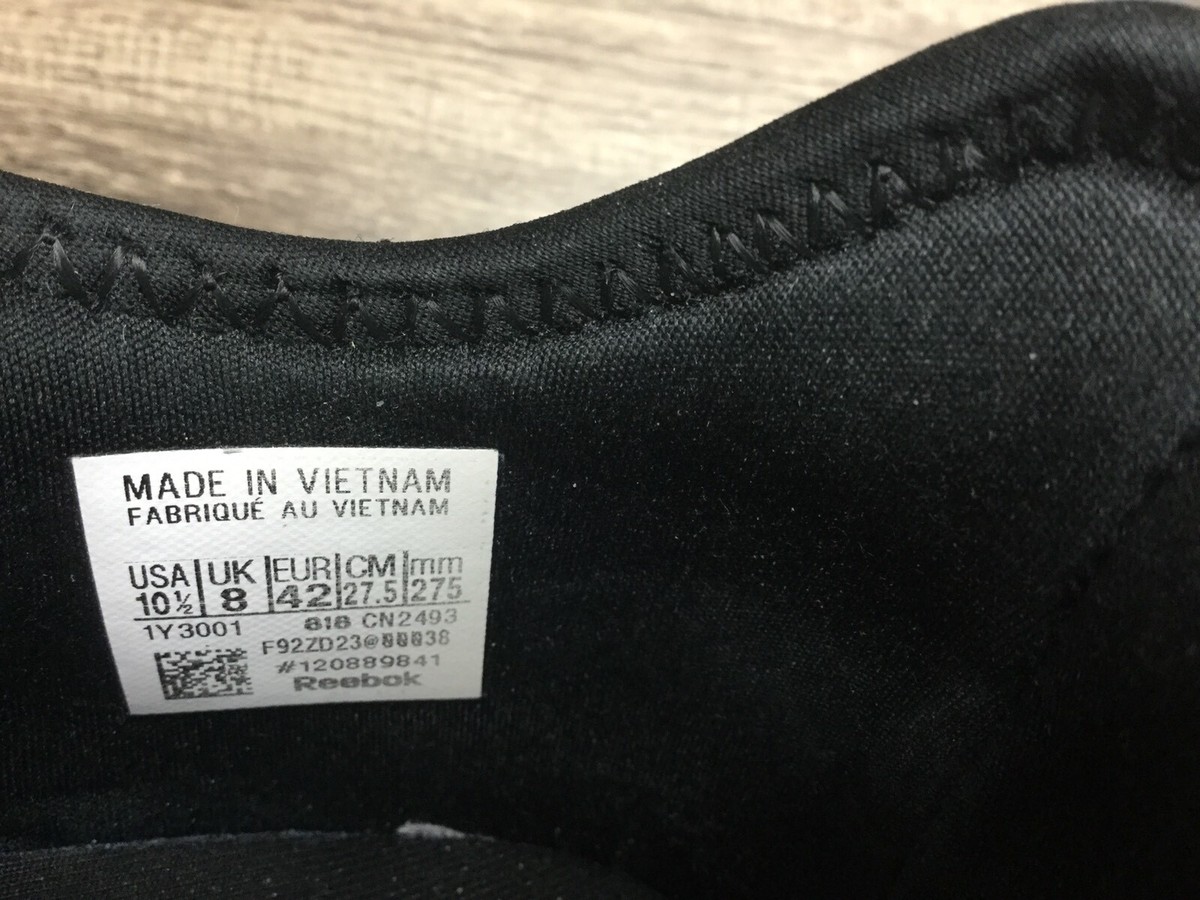 MADE IN VIETNAM
FABRIQUÉ AU VIETNAM
USA UK EUR CM mm
10½ 8 42 27.5 275
1Y3001 818 CN2493
#120889841
Reebok